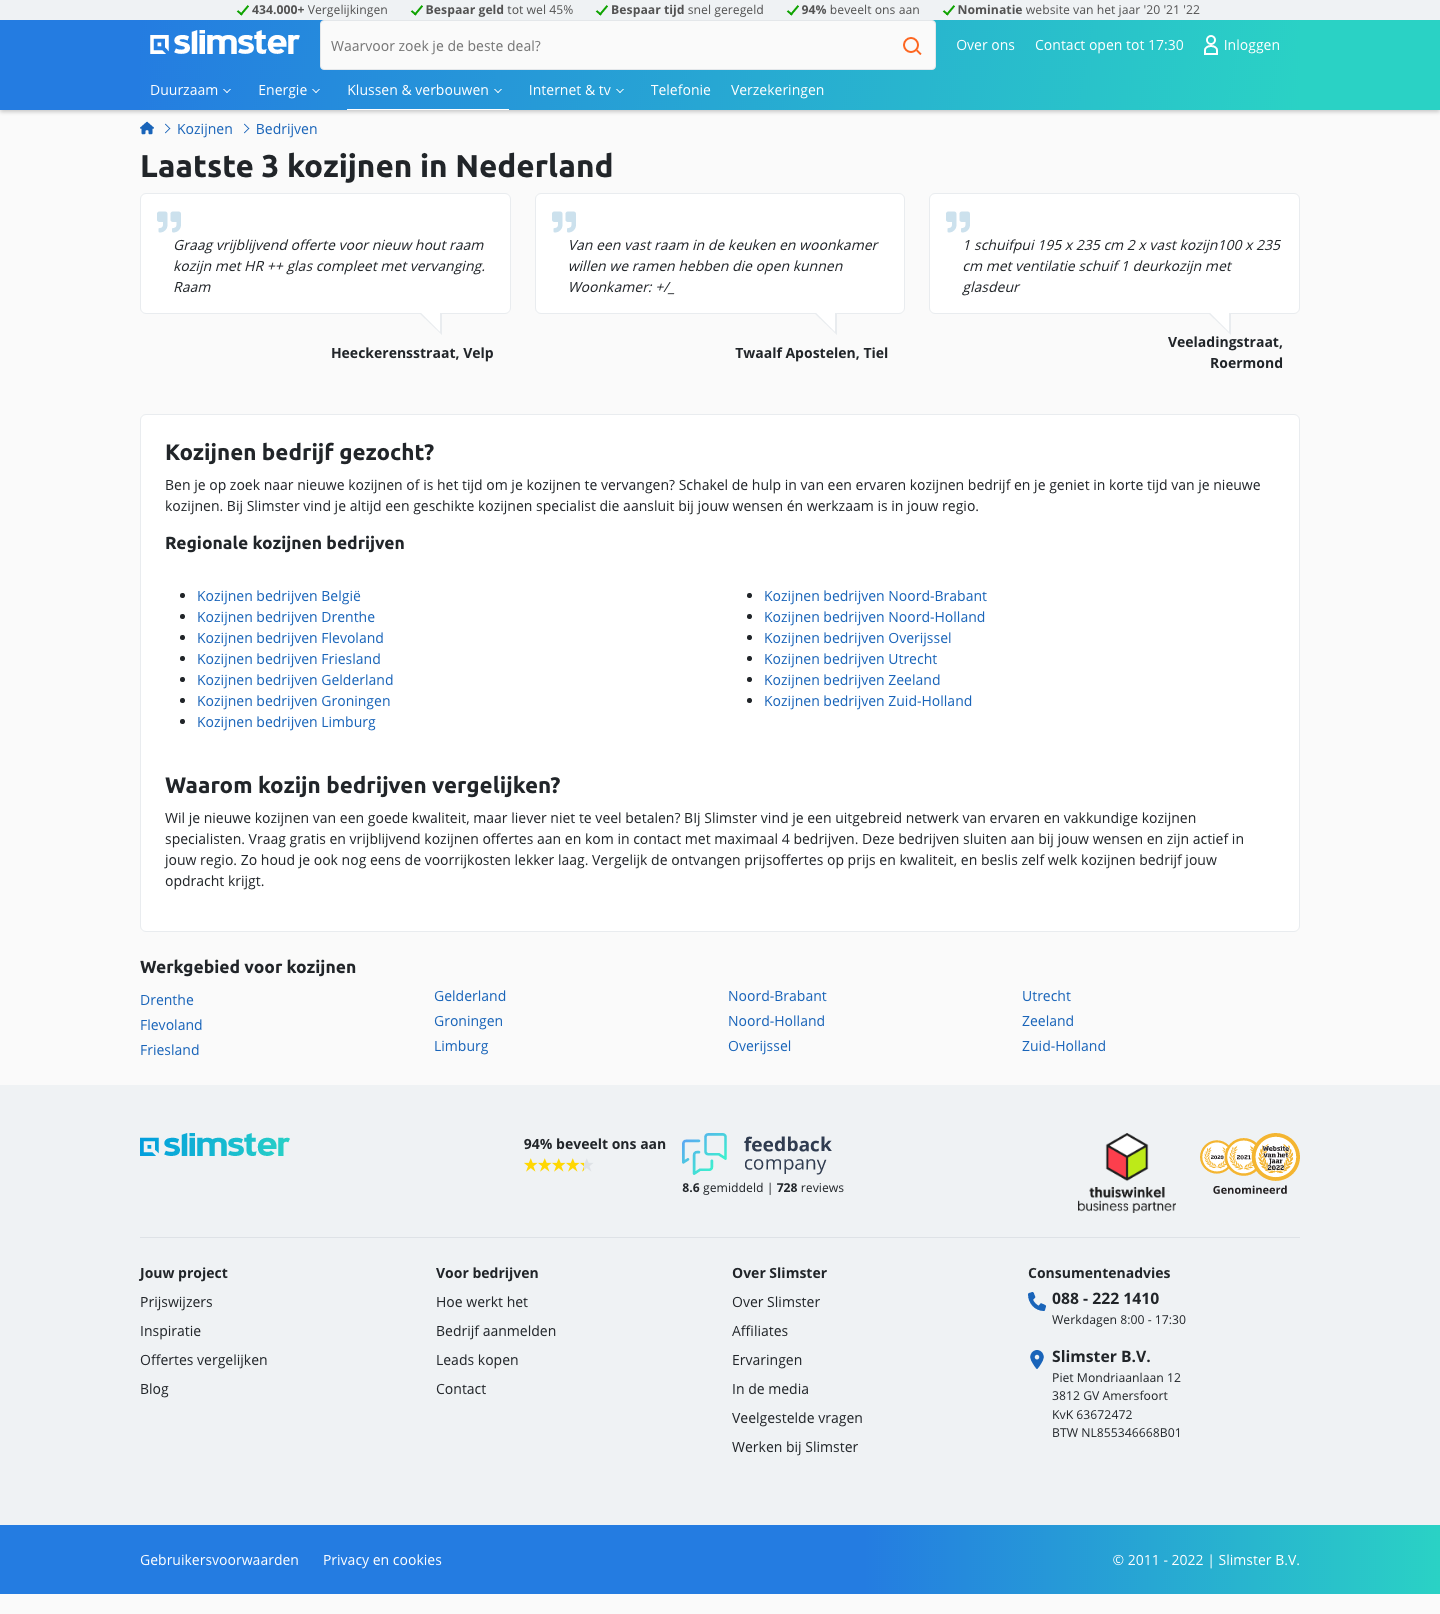 434.000+ Vergelijkingen Bespaar geld tot wel 45% Bespaar tijd snel geregeld 94% beveelt ons aan Nominatie website van het jaar '20 '21 '22
slimster
Waarvoor zoek je de beste deal?
Over ons Contact open tot 17:30 Inloggen
Duurzaam Energie Klussen & verbouwen Internet & tv Telefonie Verzekeringen
Kozijnen Bedrijven
Laatste 3 kozijnen in Nederland
Graag vrijblijvend offerte voor nieuw hout raam
kozijn met HR ++ glas compleet met vervanging.
Raam
Heeckerensstraat, Velp
Van een vast raam in de keuken en woonkamer
willen we ramen hebben die open kunnen
Woonkamer: +/_
Twaalf Apostelen, Tiel
1 schuifpui 195 x 235 cm 2 x vast kozijn100 x 235
cm met ventilatie schuif 1 deurkozijn met
glasdeur
Veeladingstraat,
Roermond
Kozijnen bedrijf gezocht?
Ben je op zoek naar nieuwe kozijnen of is het tijd om je kozijnen te vervangen? Schakel de hulp in van een ervaren kozijnen bedrijf en je geniet in korte tijd van je nieuwe
kozijnen. Bij Slimster vind je altijd een geschikte kozijnen specialist die aansluit bij jouw wensen én werkzaam is in jouw regio.
Regionale kozijnen bedrijven
Kozijnen bedrijven België
Kozijnen bedrijven Drenthe
Kozijnen bedrijven Flevoland
Kozijnen bedrijven Friesland
Kozijnen bedrijven Gelderland
Kozijnen bedrijven Groningen
Kozijnen bedrijven Limburg
Kozijnen bedrijven Noord-Brabant
Kozijnen bedrijven Noord-Holland
Kozijnen bedrijven Overijssel
Kozijnen bedrijven Utrecht
Kozijnen bedrijven Zeeland
Kozijnen bedrijven Zuid-Holland
Waarom kozijn bedrijven vergelijken?
Wil je nieuwe kozijnen van een goede kwaliteit, maar liever niet te veel betalen? BIj Slimster vind je een uitgebreid netwerk van ervaren en vakkundige kozijnen
specialisten. Vraag gratis en vrijblijvend kozijnen offertes aan en kom in contact met maximaal 4 bedrijven. Deze bedrijven sluiten aan bij jouw wensen en zijn actief in
jouw regio. Zo houd je ook nog eens de voorrijkosten lekker laag. Vergelijk de ontvangen prijsoffertes op prijs en kwaliteit, en beslis zelf welk kozijnen bedrijf jouw
opdracht krijgt.
Werkgebied voor kozijnen
Drenthe
Flevoland
Friesland
Gelderland
Groningen
Limburg
Noord-Brabant
Noord-Holland
Overijssel
Utrecht
Zeeland
Zuid-Holland
slimster
94% beveelt ons aan
feedback
company
8.6 gemiddeld | 728 reviews
thuiswinkel
business partner
2020 2021 Website
van het
Jaar
2022
Genomineerd
Jouw project
Prijswijzers
Inspiratie
Offertes vergelijken
Blog
Voor bedrijven
Hoe werkt het
Bedrijf aanmelden
Leads kopen
Contact
Over Slimster
Over Slimster
Affiliates
Ervaringen
In de media
Veelgestelde vragen
Werken bij Slimster
Consumentenadvies
088 - 222 1410
Werkdagen 8:00 - 17:30
Slimster B.V.
Piet Mondriaanlaan 12
3812 GV Amersfoort
KvK 63672472
BTW NL855346668B01
Gebruikersvoorwaarden Privacy en cookies © 2011 - 2022 | Slimster B.V.